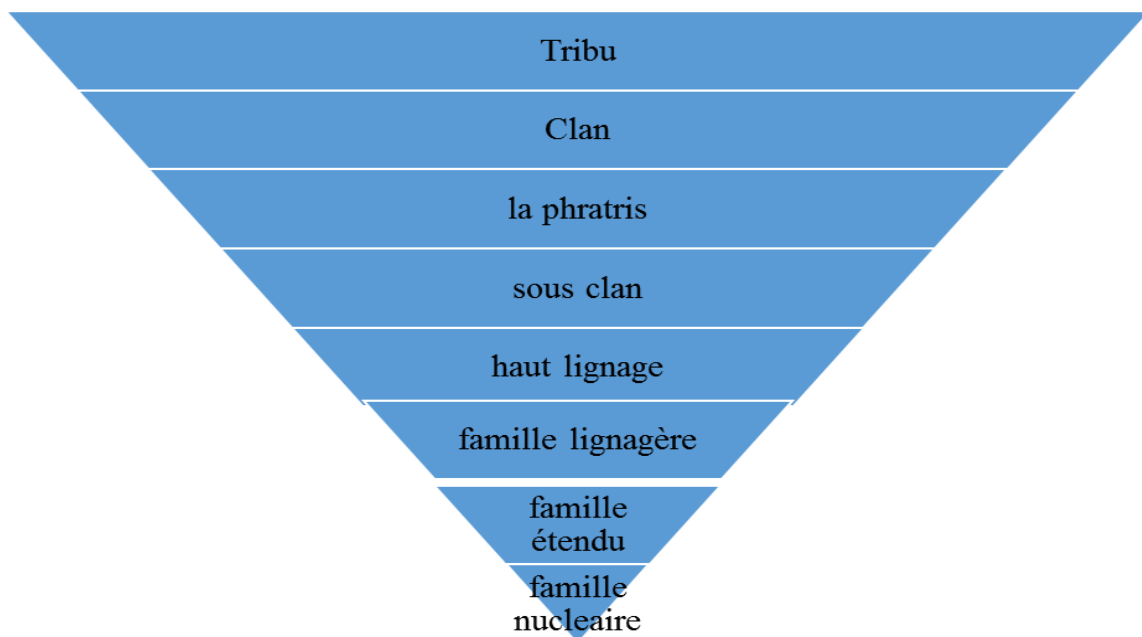 Tribu
Clan
la phratris
sous clan
haut lignage
famille lignagère
famille
étendu
famille
nucleaire